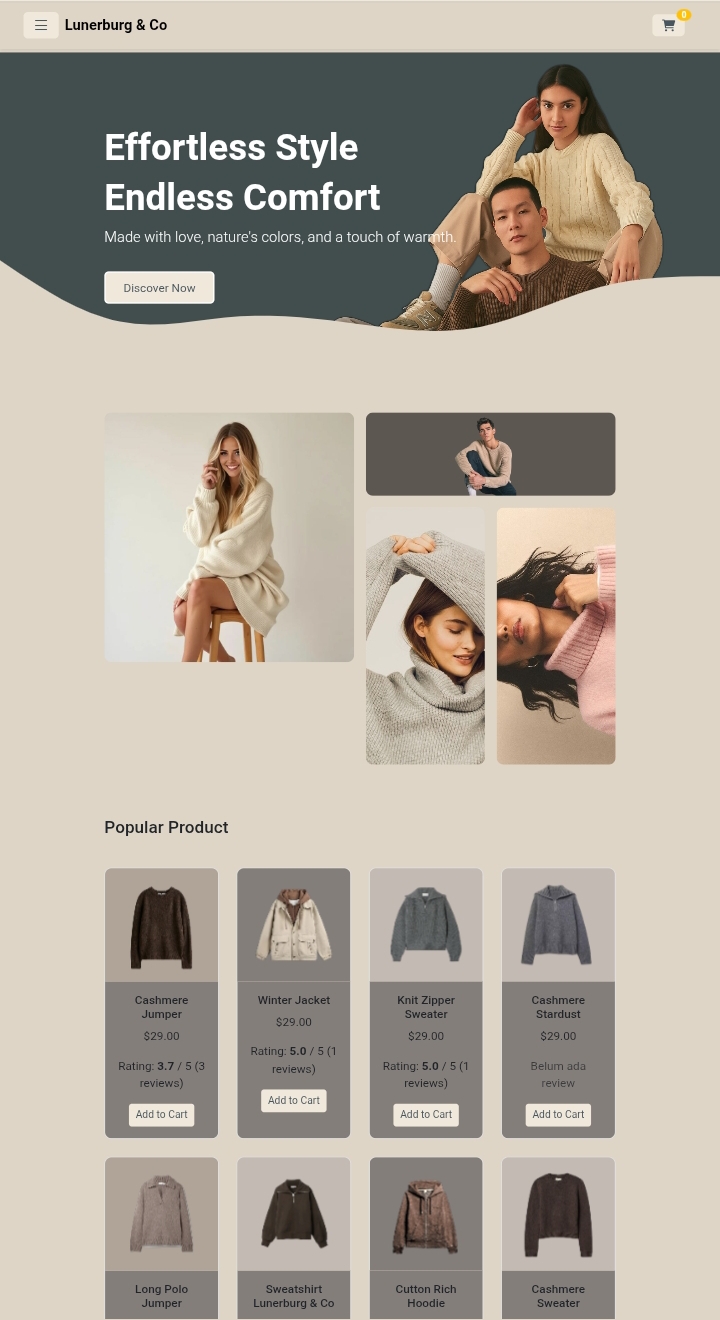 Lunerburg & Co
0
Effortless Style
Endless Comfort
Made with love, nature's colors, and a touch of warmth.
Discover Now
Popular Product
Cashmere
Jumper
$29.00
Rating: 3.7 / 5 (3
reviews)
Add to Cart
Winter Jacket
$29.00
Rating: 5.0 / 5 (1
reviews)
Add to Cart
Knit Zipper
Sweater
$29.00
Rating: 5.0 / 5 (1
reviews)
Add to Cart
Cashmere
Stardust
$29.00
Belum ada
review
Add to Cart
Long Polo
Jumper
Sweatshirt
Lunerburg & Co
Cutton Rich
Hoodie
Cashmere
Sweater